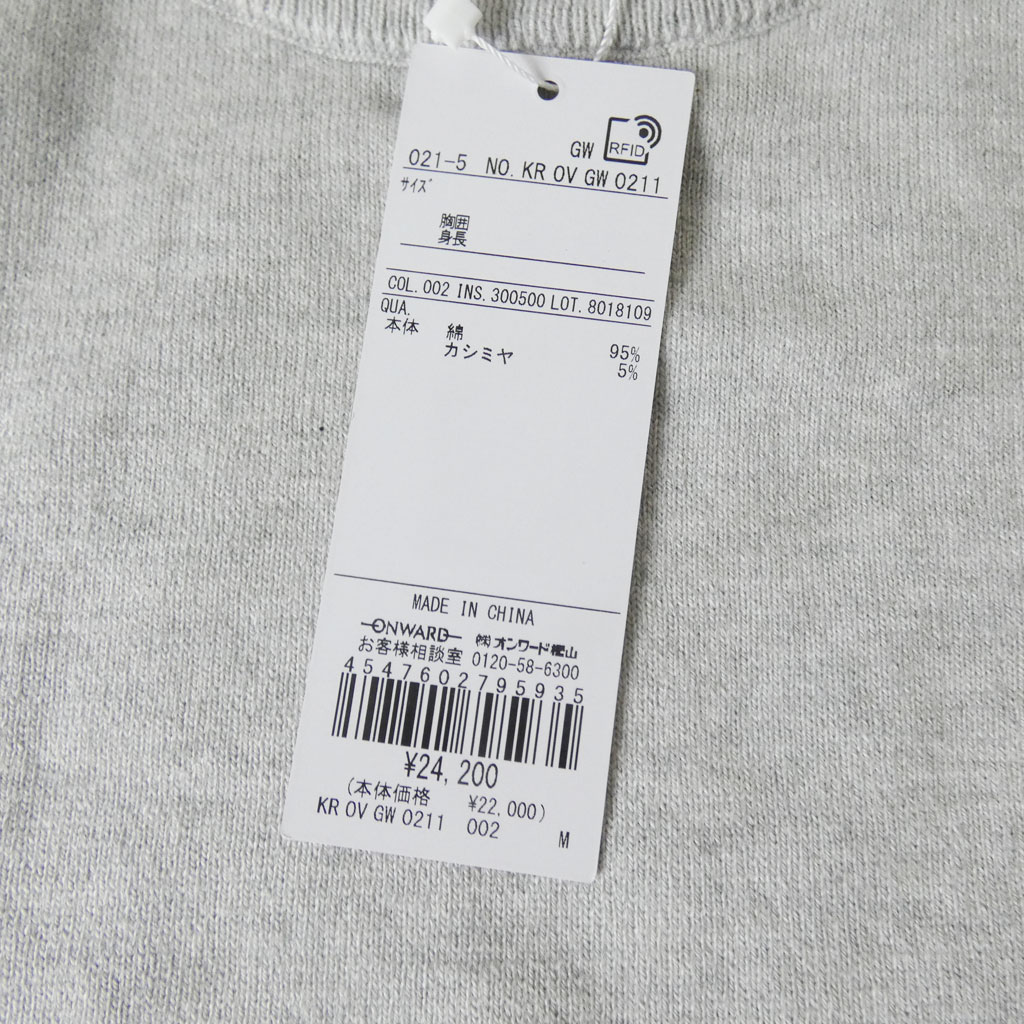 GW RFID
021-5 NO. KR OV GW 0211
サイズ
胸囲
身長
COL. 002 INS. 300500 LOT. 8018109
QUA.
本体 綿 95%
カシミヤ 5%
MADE IN CHINA
ONWARD ㈱オンワード樫山
お客様相談室 0120-58-6300
4547602795935
¥24,200
(本体価格 ¥22,000)
KR OV GW 0211 002 M